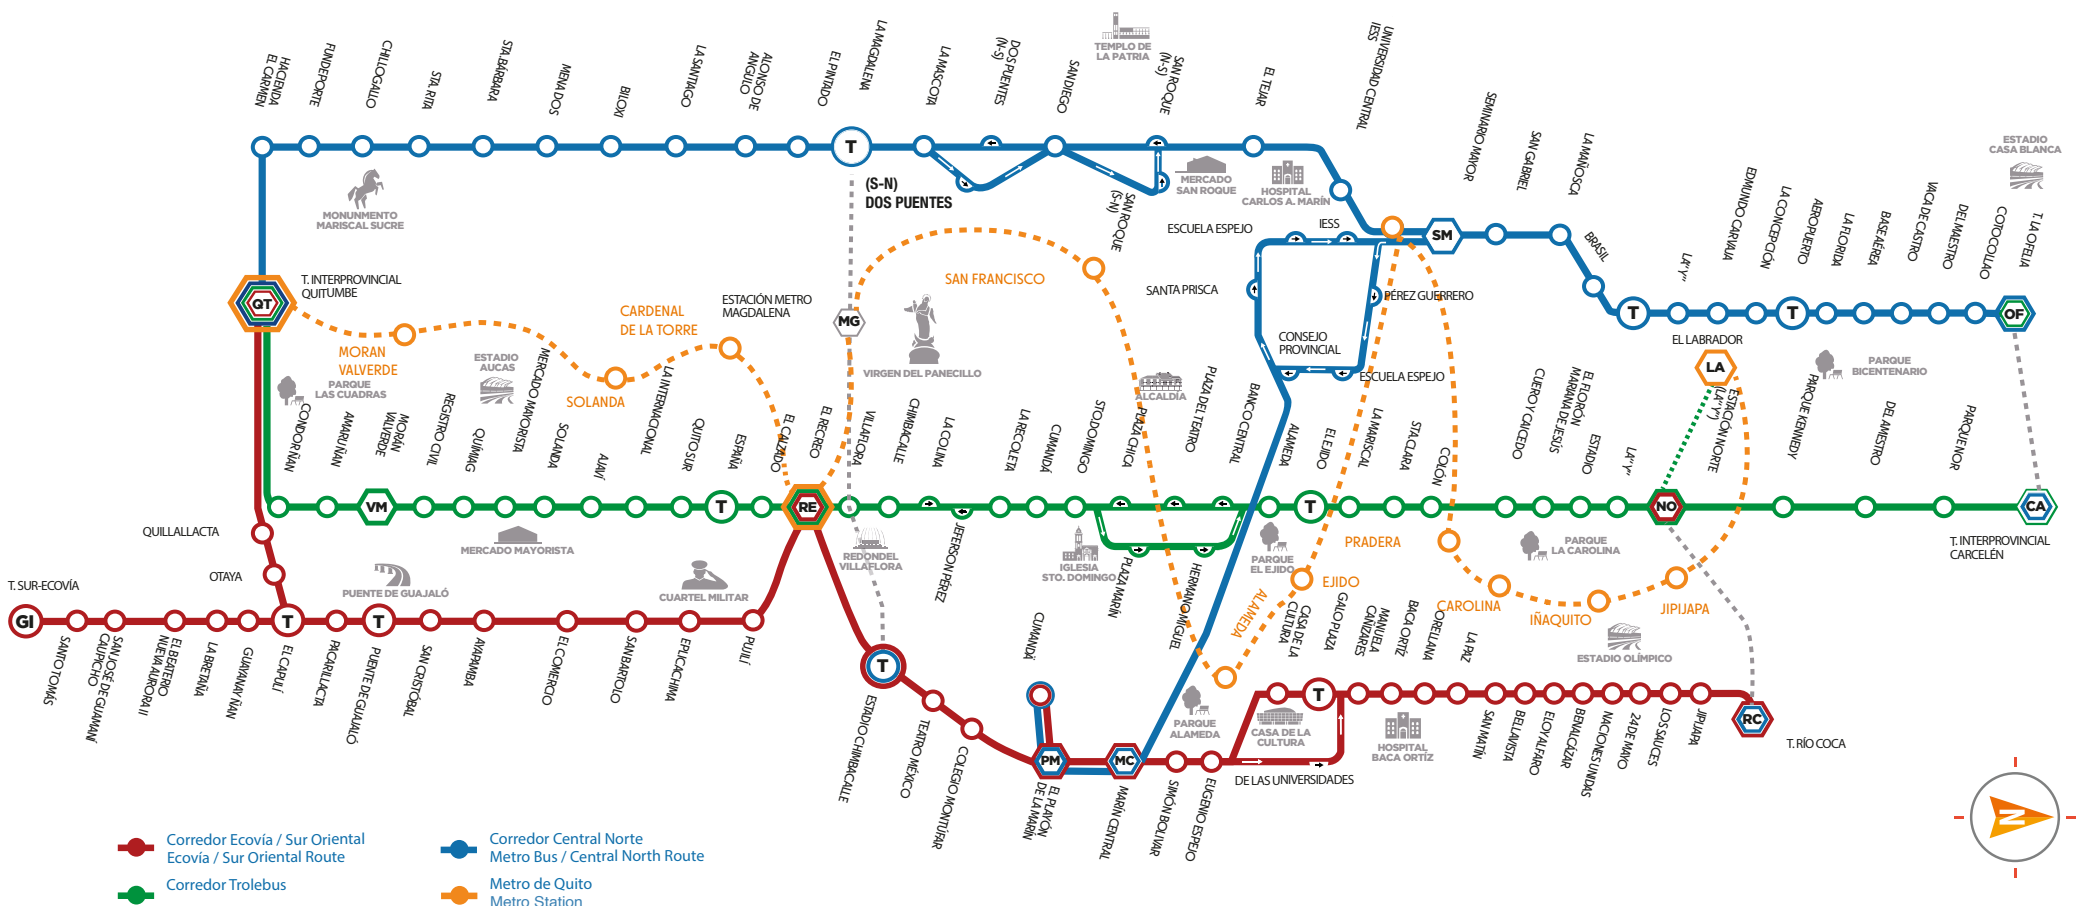 HACIENDA
EL CARMEN
FUNDEPORTE
CHILLOGALLO
STA. RITA
STA.BÁRBARA
MENA DOS
BILOXI
LA SANTIAGO
ALONSO DE
ANGULO
EL PINTADO
LA MAGDALENA
LA MASCOTA
DOS PUENTES
(N-S)
SAN DIEGO
TEMPLO DE
LA PATRIA
SAN ROQUE
(N-S)
EL TEJAR
UNIVERSIDAD CENTRAL
IESS
SEMINARIO MAYOR
SAN GABRIEL
LA MAÑOSCA
BRASIL
LA "Y"
EDMUNDO CARVAJAL
LA CONCEPCIÓN
AEROPUERTO
LA FLORIDA
BASE AÉREA
VACA DE CASTRO
DEL MAESTRO
COTOCOLLAO
T. LA OFELIA
ESTADIO
CASA BLANCA
T
(S-N)
DOS PUENTES
SAN ROQUE
(S-N)
MERCADO
SAN ROQUE
HOSPITAL
CARLOS A. MARÍN
MONUNMENTO
MARISCAL SUCRE
ESCUELA ESPEJO
IESS
SM
T
T
OF
SANTA PRISCA
PÉREZ GUERRERO
CONSEJO
PROVINCIAL
ESCUELA ESPEJO
QT
T. INTERPROVINCIAL
QUITUMBE
MORAN
VALVERDE
SOLANDA
CARDENAL
DE LA TORRE
ESTACIÓN METRO
MAGDALENA
MG
SAN FRANCISCO
VIRGEN DEL PANECILLO
ALCALDÍA
PARQUE
LAS CUADRAS
ESTADIO
AUCAS
EL LABRADOR
LA
ESTACIÓN NORTE
(LA "Y")
PARQUE
BICENTENARIO
CONDOR ÑAN
AMARU ÑAN
MORÁN
VALVERDE
REGISTRO CIVIL
QUIMAG
MERCADO MAYORISTA
SOLANDA
AJAVÍ
LA INTERNACIONAL
QUITO SUR
ESPAÑA
EL CALZADO
EL RECREO
VILLAFLORA
CHIMBACALLE
LA COLINA
JEFERSON PÉREZ
LA RECOLETA
CUMANDÁ
STO.DOMINGO
PLAZA CHICA
PLAZA DEL TEATRO
BANCO CENTRAL
PLAZA MARÍN
HERMANO MIGUEL
ALAMEDA
EL EJIDO
LA MARISCAL
STA.CLARA
COLÓN
CUERO Y CAICEDO
EL FLORÓN
MARIANA DE JESÚS
ESTADIO
LA "Y"
PARQUE KENNEDY
DEL AMESTRO
PARQUE NOR
VM
T
RE
T
NO
CA
T. INTERPROVINCIAL
CARCELÉN
MERCADO MAYORISTA
REDONDEL
VILLAFLORA
IGLESIA
STO. DOMINGO
PARQUE
EL EJIDO
PARQUE
LA CAROLINA
PRADERA
EJIDO
ALAMEDA
CAROLINA
IÑAQUITO
JIPIJAPA
ESTADIO OLÍMPICO
QUILLALLACTA
OTAYA
T. SUR-ECOVÍA
PUENTE DE GUAJALÓ
CUARTEL MILITAR
GI
T
T
SANTO TOMÁS
SAN JOSE DE GUAMANÍ
CAUPICHO
EL BEATERIO
NUEVA AURORA II
LA BRETAÑA
GUANAY ÑAN
EL CAPULÍ
PACARILLACTA
PUENTE DE GUAJALÓ
SAN CRISTÓBAL
AYAPAMBA
EL COMERCIO
SAN BARTOLO
EPLICACHIMA
PUJILÍ
T
ESTADIO CHIMBACALLE
TEATRO MÉXICO
COLEGIO MONTÚFAR
CUMANDÁ
PM
EL PLAYÓN
DE LA MARÍN
MC
MARÍN CENTRAL
SIMÓN BOLIVAR
EUGENIO ESPEJO
DE LAS UNIVERSIDADES
PARQUE
ALAMEDA
CASA DE LA
CULTURA
CASA DE LA
CULTURA
T
GALO PLAZA
MANUELA
CAÑIZARES
BACA ORTÍZ
ORELLANA
LA PAZ
HOSPITAL
BACA ORTÍZ
SAN MATIN
BELLAVISTA
ELOY ALFARO
BENALCÁZAR
NACIONES UNIDAS
24 DE MAYO
LOS SAUCES
JIPIJAPA
RC
T. RÍO COCA
N
Corredor Ecovía / Sur Oriental
Ecovía / Sur Oriental Route
Corredor Trolebus
Corredor Central Norte
Metro Bus / Central North Route
Metro de Quito
Metro Station